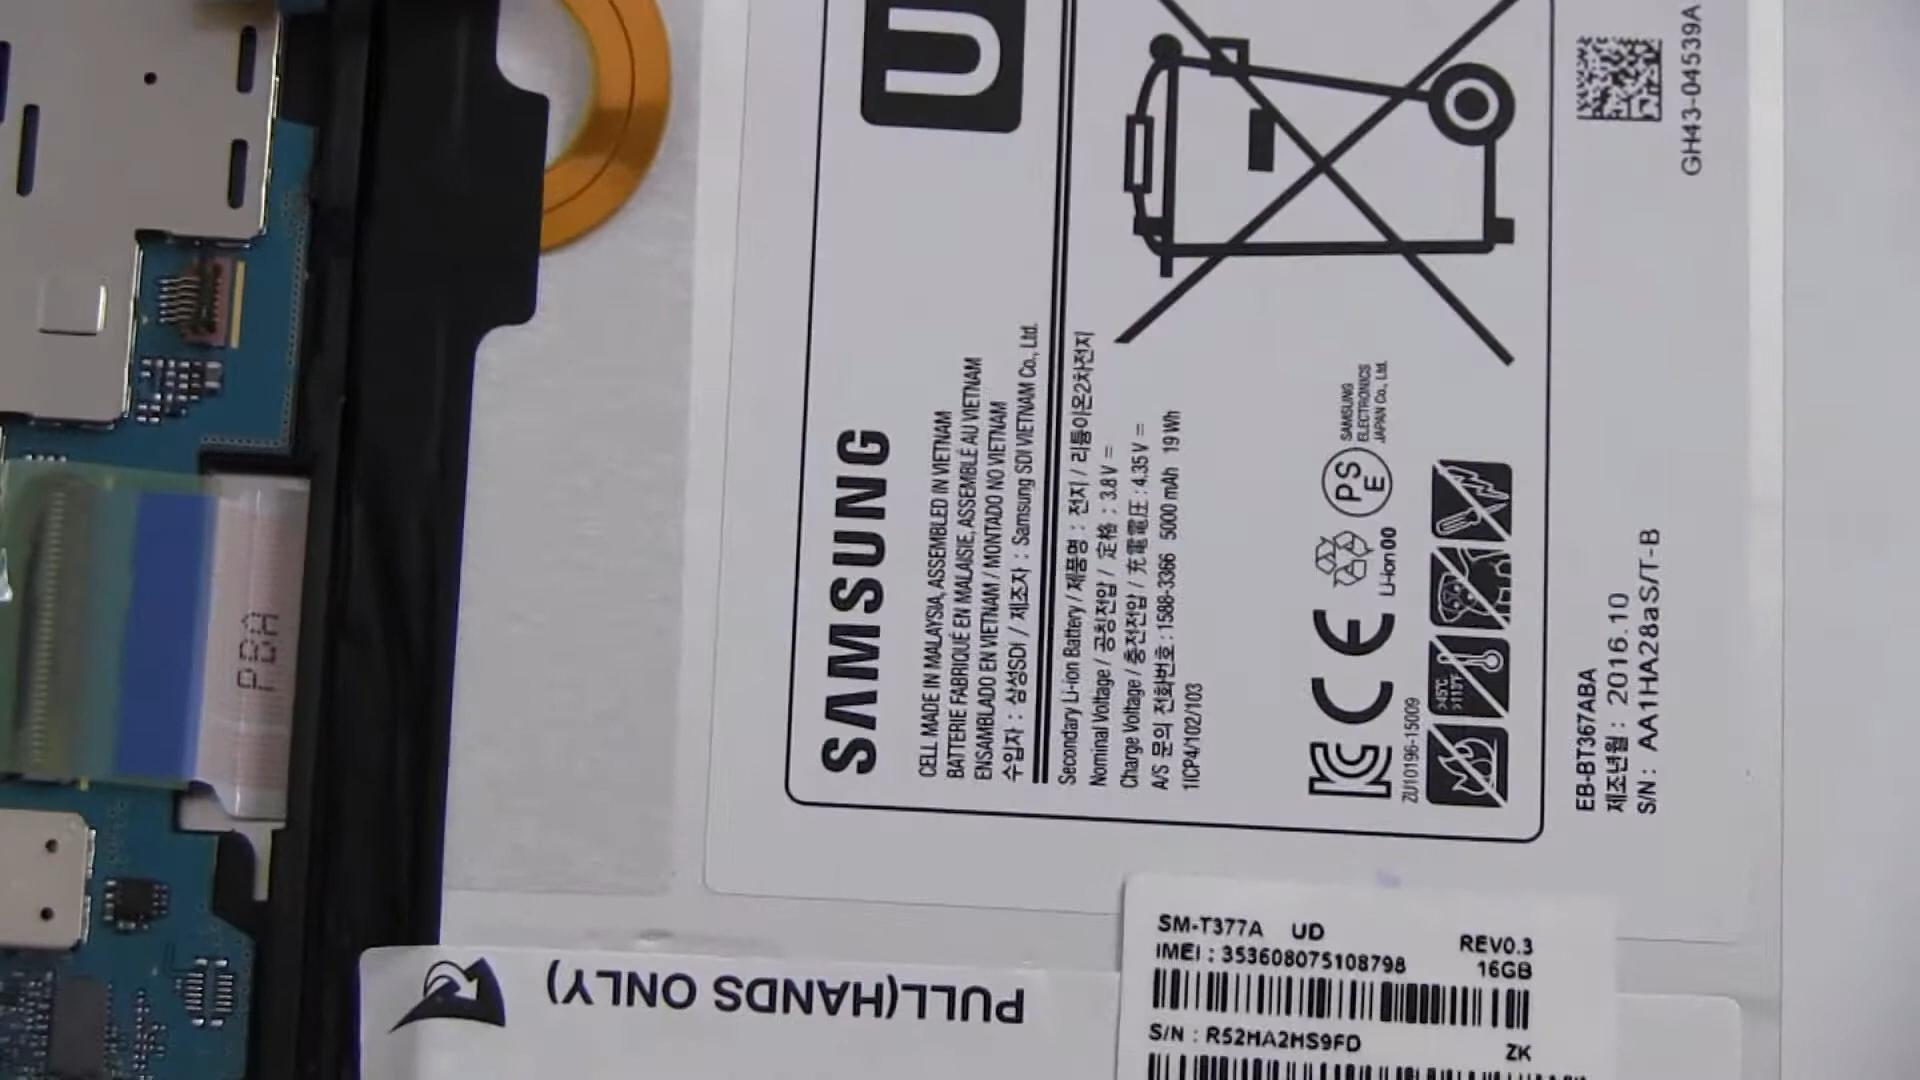 U
SAMSUNG
CELL MADE IN MALAYSIA, ASSEMBLED IN VIETNAM
BATTERIE FABRIQUÉ EN MALAISIE, ASSEMBLÉ AU VIETNAM
ENSAMBLADO EN VIETNAM / MONTADO NO VIETNAM
수입자 : 삼성SDI / 제조자 : Samsung SDI VIETNAM Co., Ltd.
Secondary Li-ion Battery / 제품명 : 전지 / 리튬이온2차전지
Nominal Voltage / 공칭전압 / 定格 : 3.8 V =
Charge Voltage / 충전전압 / 充電電圧 : 4.35 V =
A/S 문의 전화번호 : 1588-3366 5000 mAh 19 Wh
1ICP4/102/103
CE
Li-ion 00
PS
E
SAMSUNG
ELECTRONICS
JAPAN Co., Ltd.
ZU10196-15009
>45℃
>113℉
EB-BT367ABA
제조년월 : 2016.10
S/N : AA1HA28aS/T-B
GH43-04539A
PBA
PULL(HANDS ONLY)
SM-T377A UD REV0.3
IMEI : 353608075108798 16GB
S/N : R52HA2HS9FD ZK